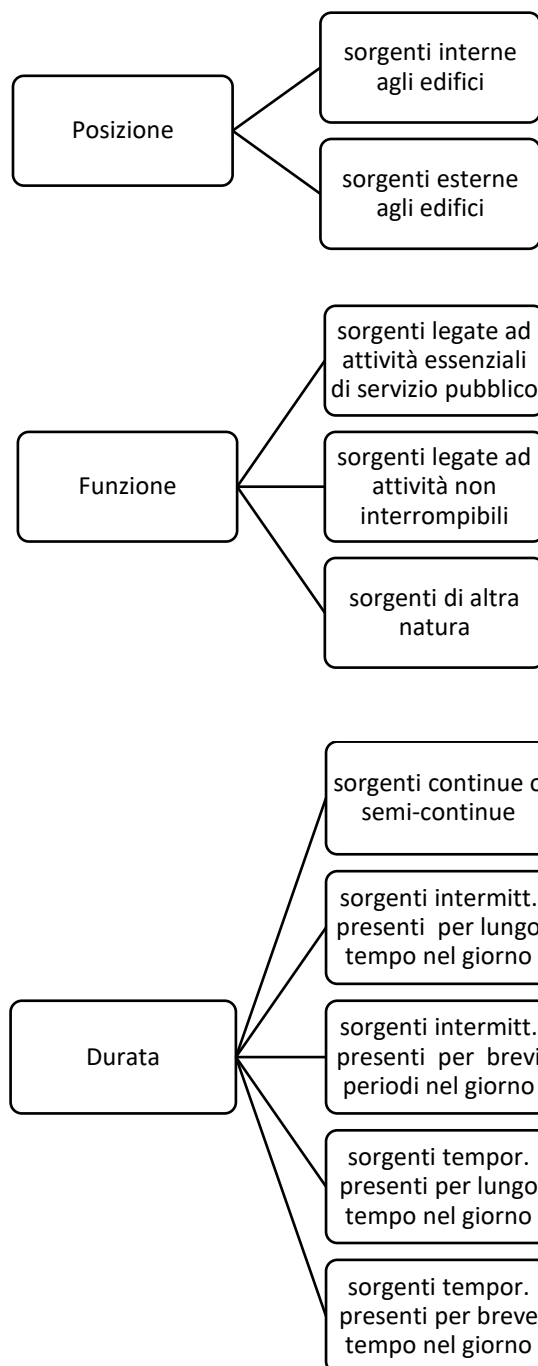 Posizione
sorgenti interne
agli edifici
sorgenti esterne
agli edifici
Funzione
sorgenti legate ad
attività essenziali
di servizio pubblico
sorgenti legate ad
attività non
interrompibili
sorgenti di altra
natura
Durata
sorgenti continue o
semi-continue
sorgenti intermitt.
presenti per lungo
tempo nel giorno
sorgenti intermitt.
presenti per brevi
periodi nel giorno
sorgenti tempor.
presenti per lungo
tempo nel giorno
sorgenti tempor.
presenti per breve
tempo nel giorno